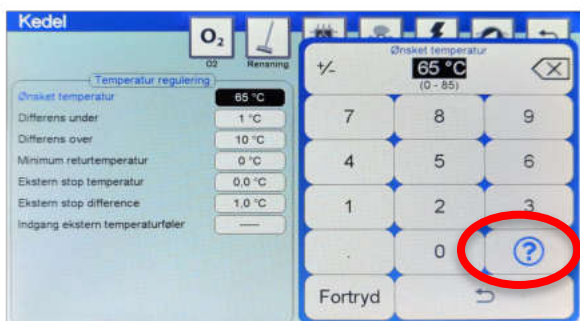 Kedel
O₂
O2
Rensning
Temperatur regulering
Ønsket temperatur 65 °C
Differens under 1 °C
Differens over 10 °C
Minimum returtemperatur 0 °C
Ekstern stop temperatur 0,0 °C
Ekstern stop difference 1,0 °C
Indgang ekstern temperaturføler -----
Ønsket temperatur
+/- 65 °C
(0 - 85)
7 8 9
4 5 6
1 2 3
. 0 ?
Fortryd